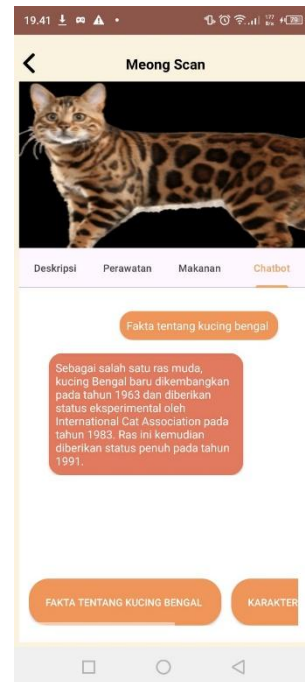 19.41
Meong Scan
Deskripsi Perawatan Makanan Chatbot
Fakta tentang kucing bengal
Sebagai salah satu ras muda,
kucing Bengal baru dikembangkan
pada tahun 1963 dan diberikan
status eksperimental oleh
International Cat Association pada
tahun 1983. Ras ini kemudian
diberikan status penuh pada tahun
1991.
FAKTA TENTANG KUCING BENGAL KARAKTER